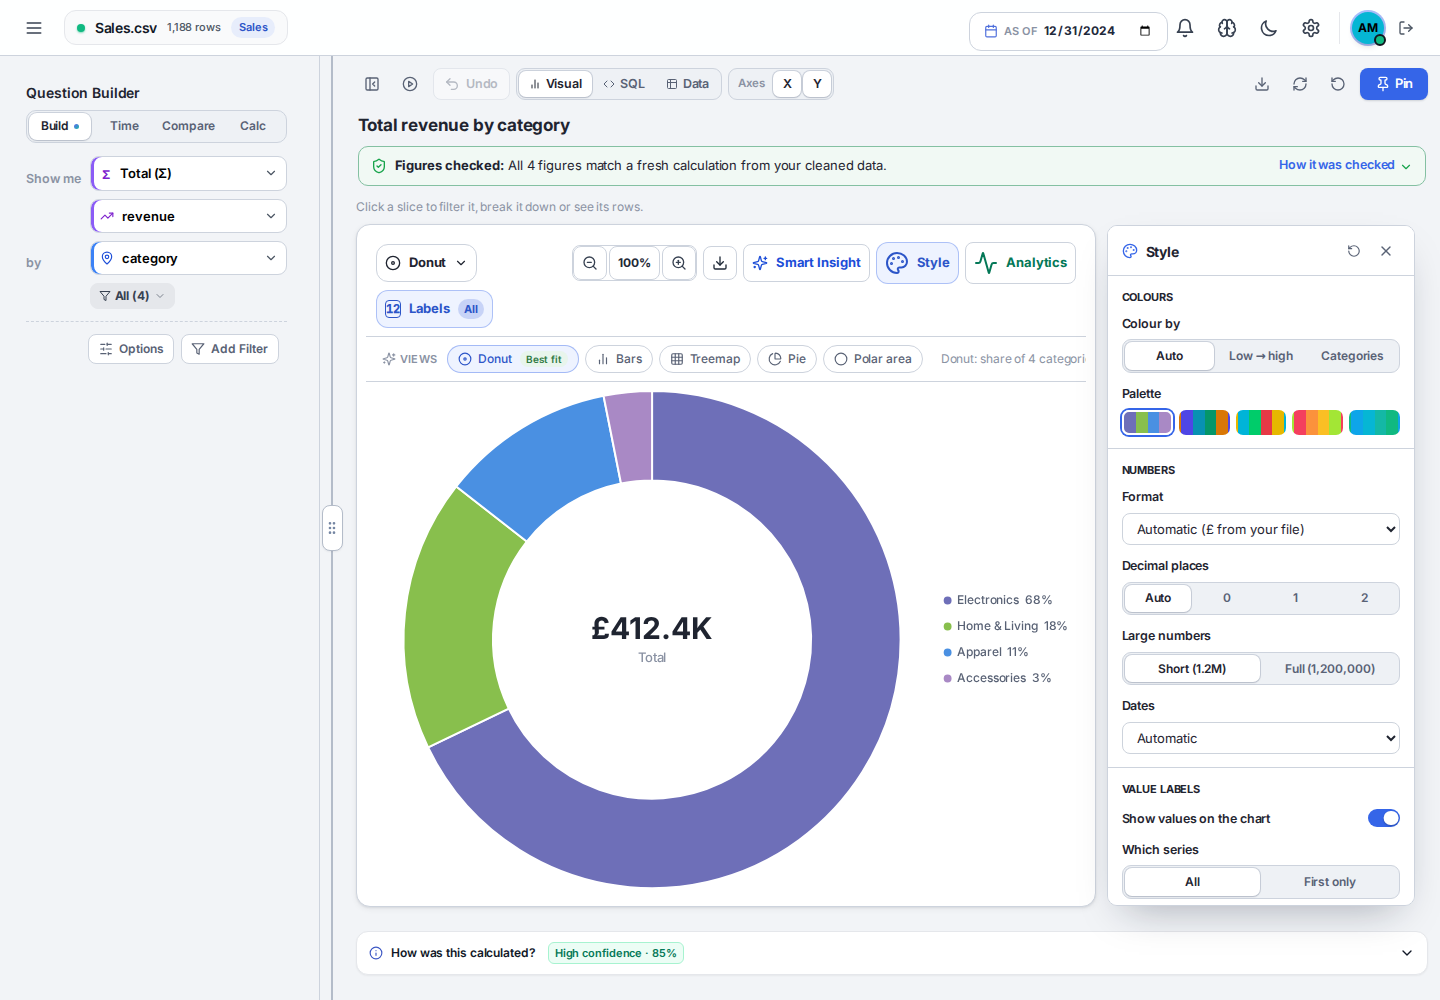 Sales.csv 1,188 rows Sales
AS OF 12/31/2024
AM
Question Builder
Build Time Compare Calc
Show me Total (Σ)
revenue
by category
All (4)
Options Add Filter
Undo Visual SQL Data Axes X Y
Pin
Total revenue by category
Figures checked: All 4 figures match a fresh calculation from your cleaned data. How it was checked
Click a slice to filter it, break it down or see its rows.
Donut 100% Smart Insight Style Analytics
12 Labels All
VIEWS Donut Best fit Bars Treemap Pie Polar area Donut: share of 4 categori
£412.4K
Total
Electronics 68%
Home & Living 18%
Apparel 11%
Accessories 3%
Style
COLOURS
Colour by
Auto Low → high Categories
Palette
NUMBERS
Format
Automatic (£ from your file)
Decimal places
Auto 0 1 2
Large numbers
Short (1.2M) Full (1,200,000)
Dates
Automatic
VALUE LABELS
Show values on the chart
Which series
All First only
How was this calculated? High confidence · 85%